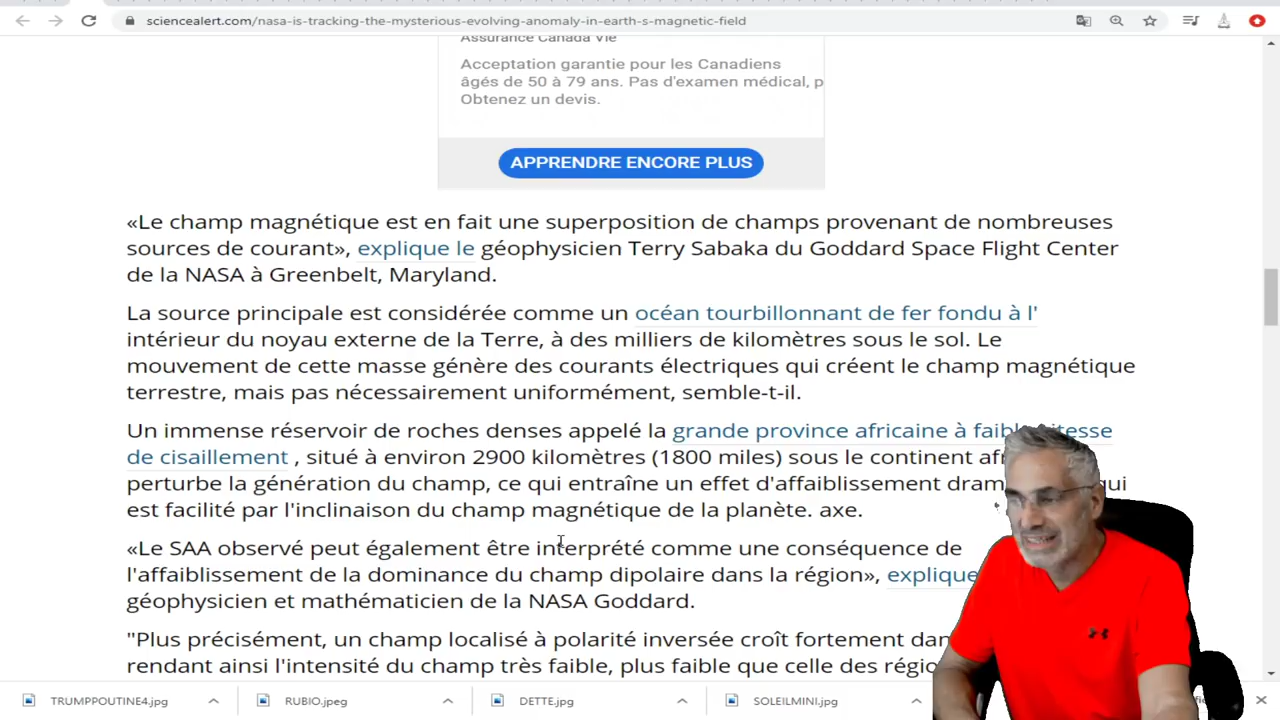 sciencealert.com/nasa-is-tracking-the-mysterious-evolving-anomaly-in-earth-s-magnetic-field
Assurance Canada Vie
Acceptation garantie pour les Canadiens
âgés de 50 à 79 ans. Pas d'examen médical, p
Obtenez un devis.
APPRENDRE ENCORE PLUS
«Le champ magnétique est en fait une superposition de champs provenant de nombreuses
sources de courant», explique le géophysicien Terry Sabaka du Goddard Space Flight Center
de la NASA à Greenbelt, Maryland.
La source principale est considérée comme un océan tourbillonnant de fer fondu à l'
intérieur du noyau externe de la Terre, à des milliers de kilomètres sous le sol. Le
mouvement de cette masse génère des courants électriques qui créent le champ magnétique
terrestre, mais pas nécessairement uniformément, semble-t-il.
Un immense réservoir de roches denses appelé la grande province africaine à
de cisaillement , situé à environ 2900 kilomètres (1800 miles) sous le continent
perturbe la génération du champ, ce qui entraîne un effet d'affaiblissement qui
est facilité par l'inclinaison du champ magnétique de la planète. axe.
«Le SAA observé peut également être interprété comme une conséquence de
l'affaiblissement de la dominance du champ dipolaire dans la région», explique
géophysicien et mathématicien de la NASA Goddard.
"Plus précisément, un champ localisé à polarité inversée croît fortement
rendant ainsi l'intensité du champ très faible, plus faible que celle des
TRUMPPOUTINE4.jpg RUBIO.jpeg DETTE.jpg SOLEILMINI.jpg